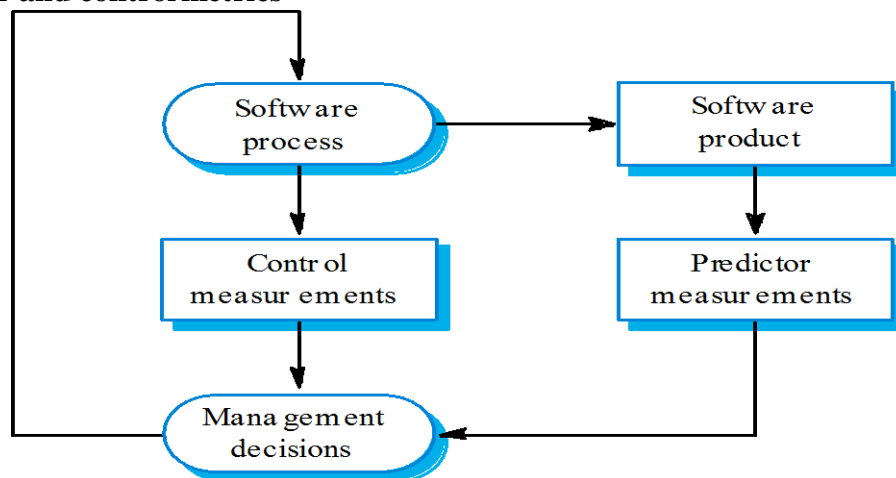 and control metrics
Software
process
Software
product
Control
measurements
Predictor
measurements
Management
decisions